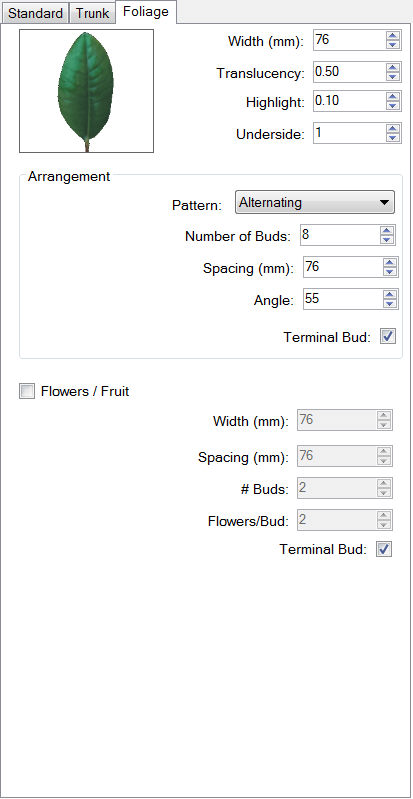 Standard Trunk Foliage
Width (mm): 76
Translucency: 0.50
Highlight: 0.10
Underside: 1
Arrangement
Pattern: Alternating
Number of Buds: 8
Spacing (mm): 76
Angle: 55
Terminal Bud:
Flowers / Fruit
Width (mm): 76
Spacing (mm): 76
# Buds: 2
Flowers/Bud: 2
Terminal Bud: